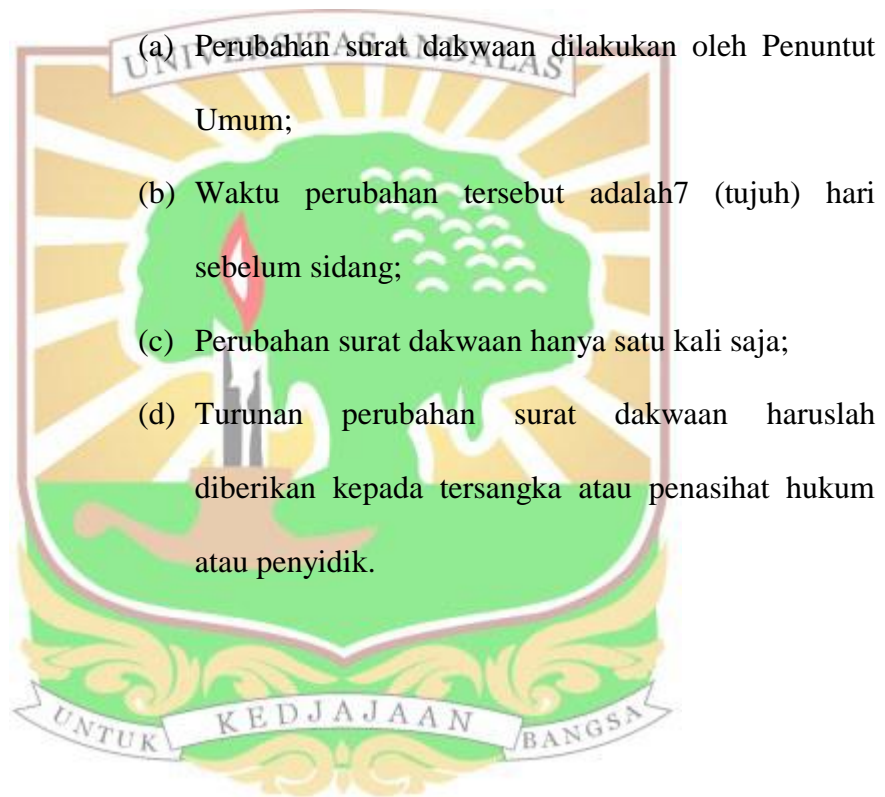 UNIVERSITAS ANDALAS
(a) Perubahan surat dakwaan dilakukan oleh Penuntut
Umum;
(b) Waktu perubahan tersebut adalah7 (tujuh) hari
sebelum sidang;
(c) Perubahan surat dakwaan hanya satu kali saja;
(d) Turunan perubahan surat dakwaan haruslah
diberikan kepada tersangka atau penasihat hukum
atau penyidik.
UNTUK KEDJAJAAN BANGSA